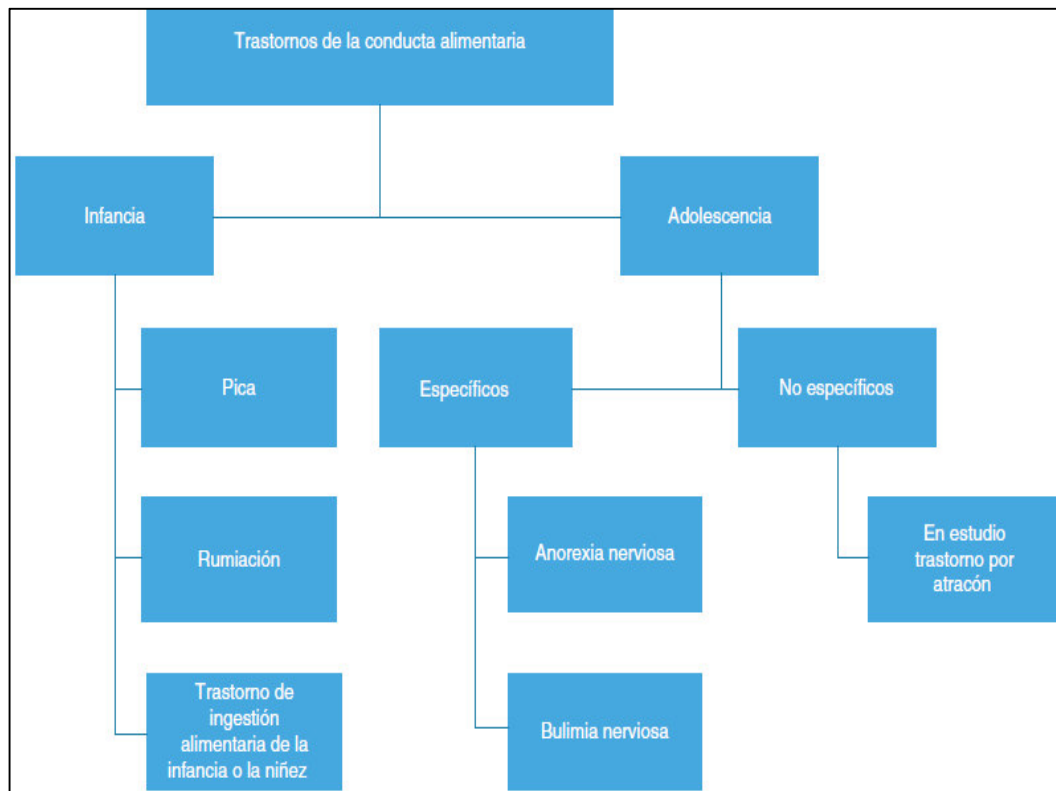 Trastornos de la conducta alimentaria
Infancia
Adolescencia
Pica
Específicos
No específicos
Rumiación
Anorexia nerviosa
En estudio
trastorno por
atracón
Trastorno de
ingestión
alimentaria de la
infancia o la niñez
Bulimia nerviosa